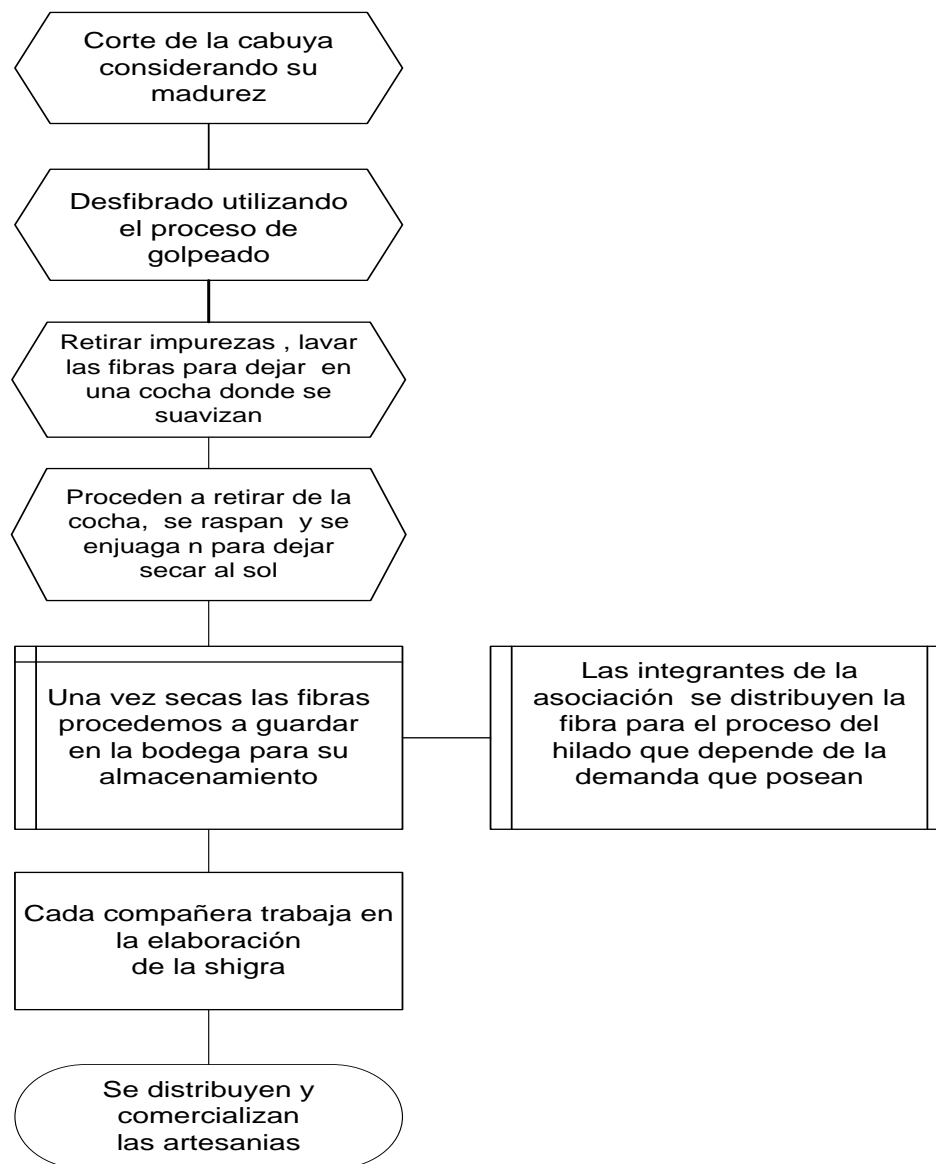 Corte de la cabuya
considerando su
madurez
Desfibrado utilizando
el proceso de
golpeado
Retirar impurezas , lavar
las fibras para dejar  en
una cocha donde se
suavizan
Proceden a retirar de la
cocha,  se raspan  y se
enjuaga n para dejar
secar al sol
Una vez secas las fibras
procedemos a guardar
en la bodega para su
almacenamiento
Las integrantes de la
asociación  se distribuyen la
fibra para el proceso del
hilado que depende de la
demanda que posean
Cada compañera trabaja en
la elaboración
de la shigra
Se distribuyen y
comercializan
las artesanias